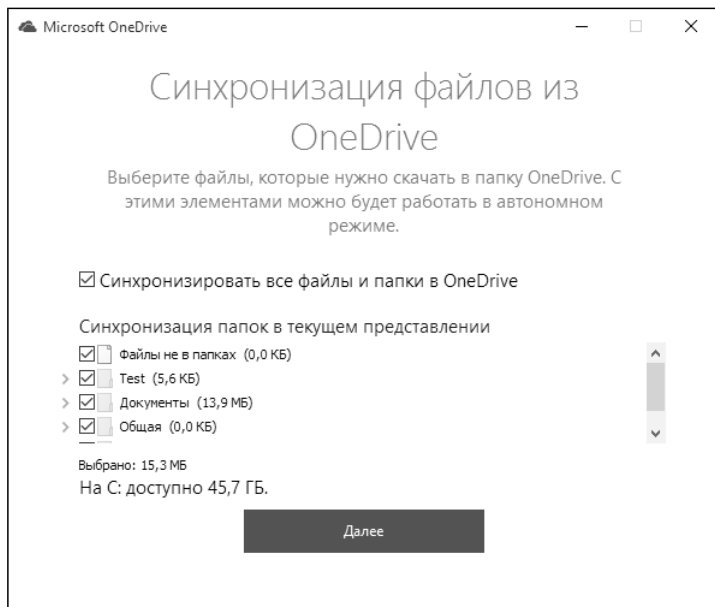 Microsoft OneDrive
Синхронизация файлов из
OneDrive
Выберите файлы, которые нужно скачать в папку OneDrive. С
этими элементами можно будет работать в автономном
режиме.
Синхронизировать все файлы и папки в OneDrive
Синхронизация папок в текущем представлении
Файлы не в папках (0,0 КБ)
Test (5,6 КБ)
Документы (13,9 МБ)
Общая (0,0 КБ)
Выбрано: 15,3 МБ
На C: доступно 45,7 ГБ.
Далее